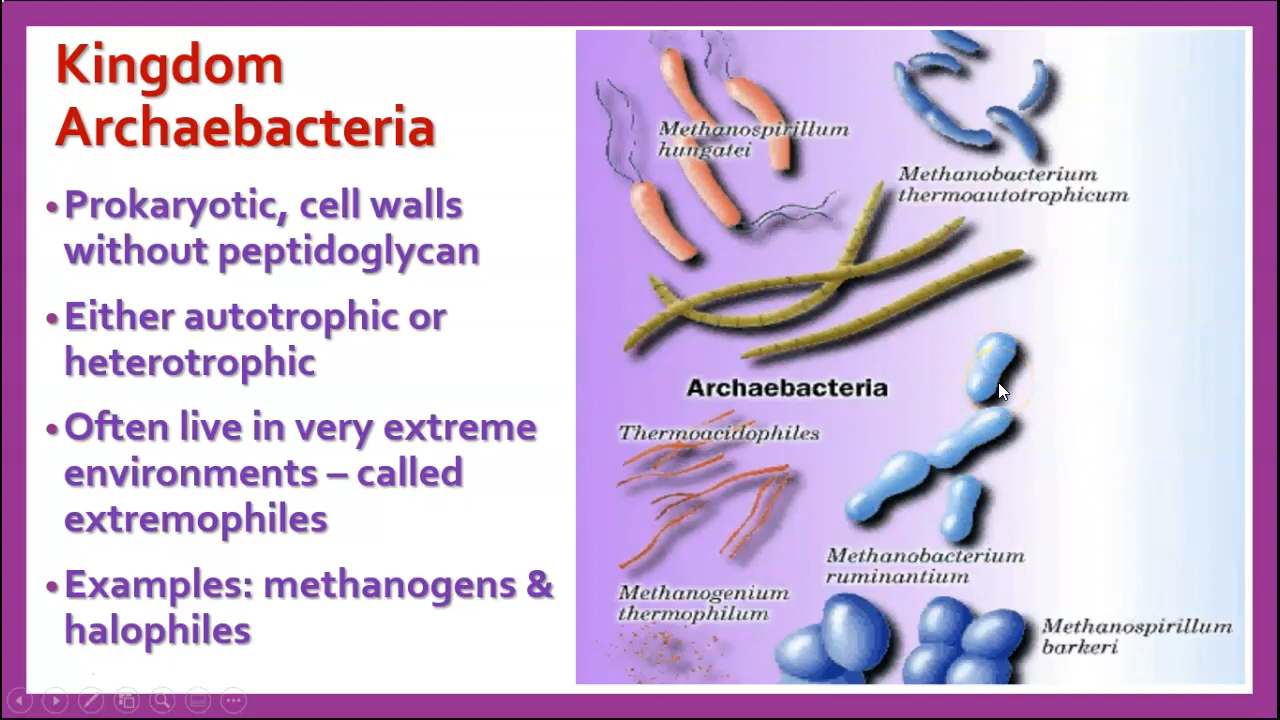 Kingdom
Archaebacteria
•Prokaryotic, cell walls
without peptidoglycan
•Either autotrophic or
heterotrophic
•Often live in very extreme
environments – called
extremophiles
•Examples: methanogens &
halophiles
Methanospirillum
hungatei
Methanobacterium
thermoautotrophicum
Archaebacteria
Thermoacidophiles
Methanobacterium
ruminantium
Methanogenium
thermophilum
Methanospirillum
barkeri